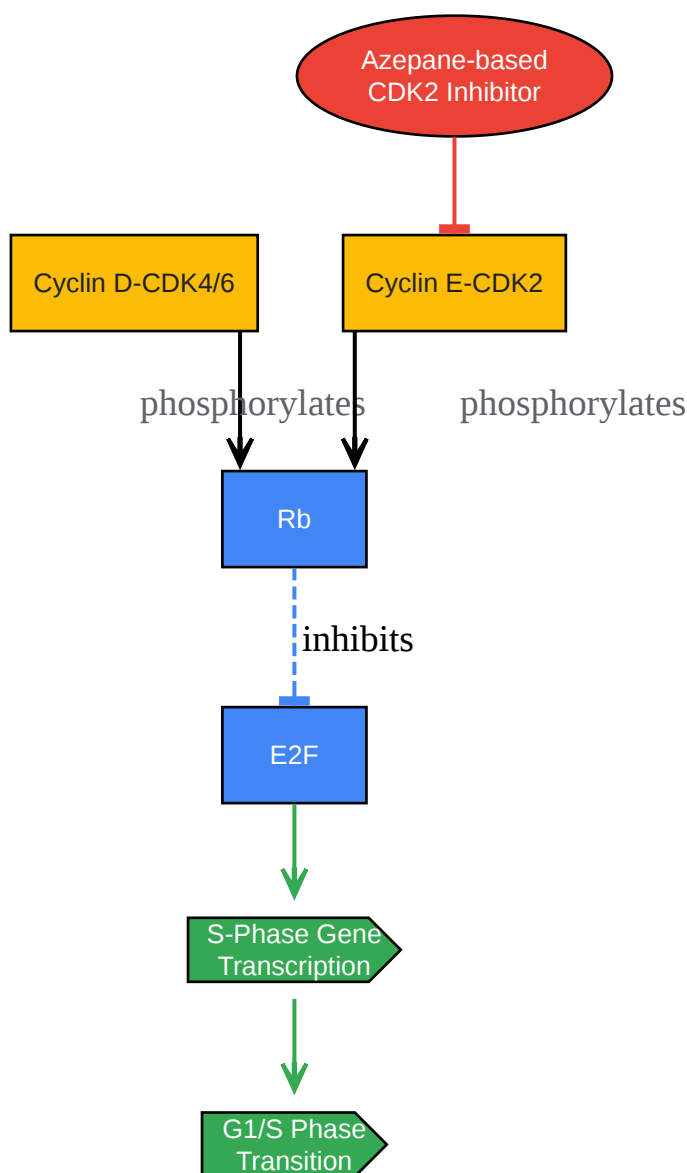 Azepane-based
CDK2 Inhibitor
Cyclin D-CDK4/6
Cyclin E-CDK2
phosphorylates
phosphorylates
Rb
inhibits
E2F
S-Phase Gene
Transcription
G1/S Phase
Transition